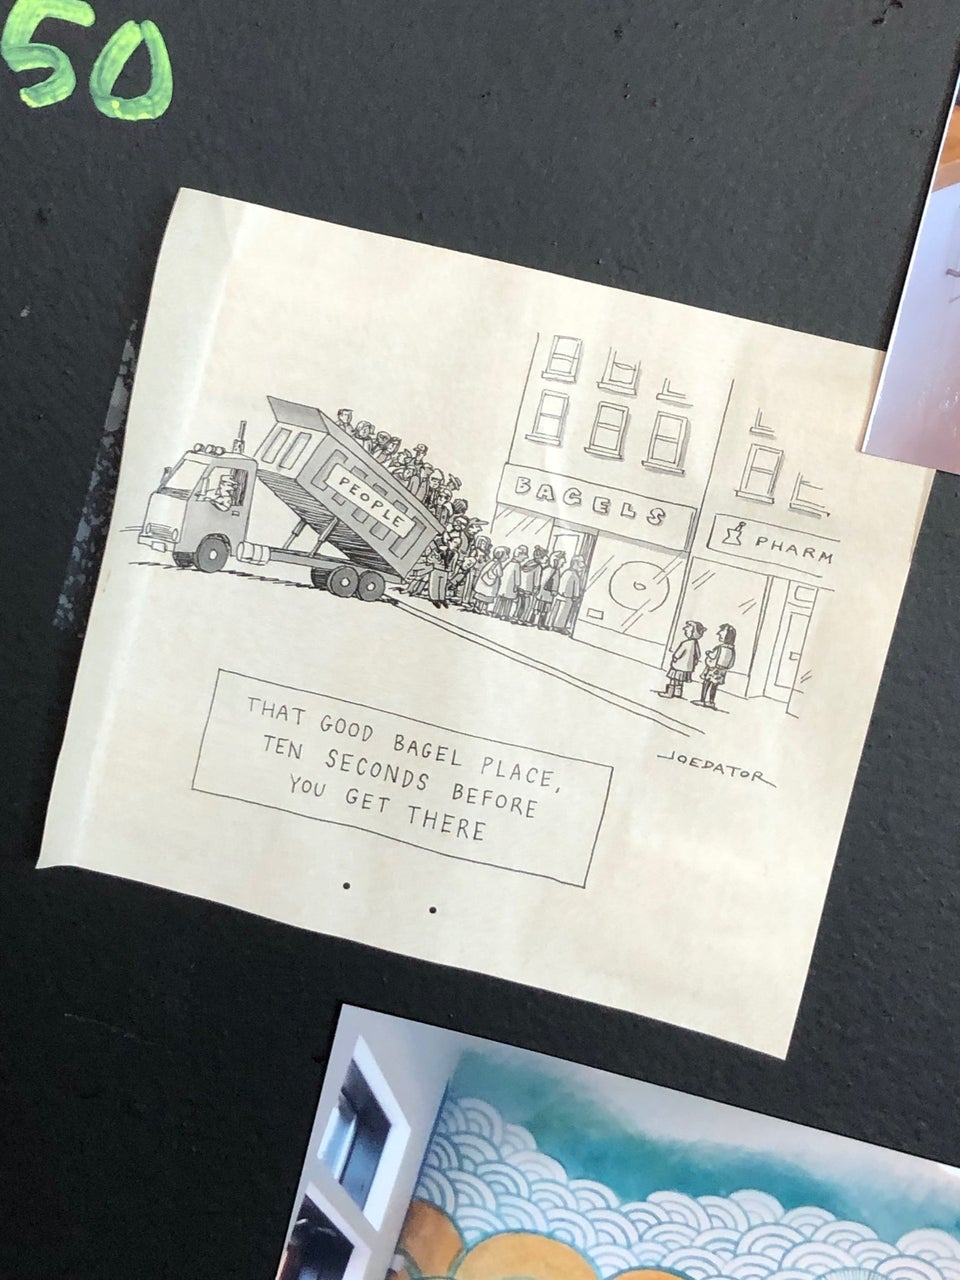 50
BAGELS
PEOPLE
PHARM
THAT GOOD BAGEL PLACE,
TEN SECONDS BEFORE
YOU GET THERE
JOEDATOR